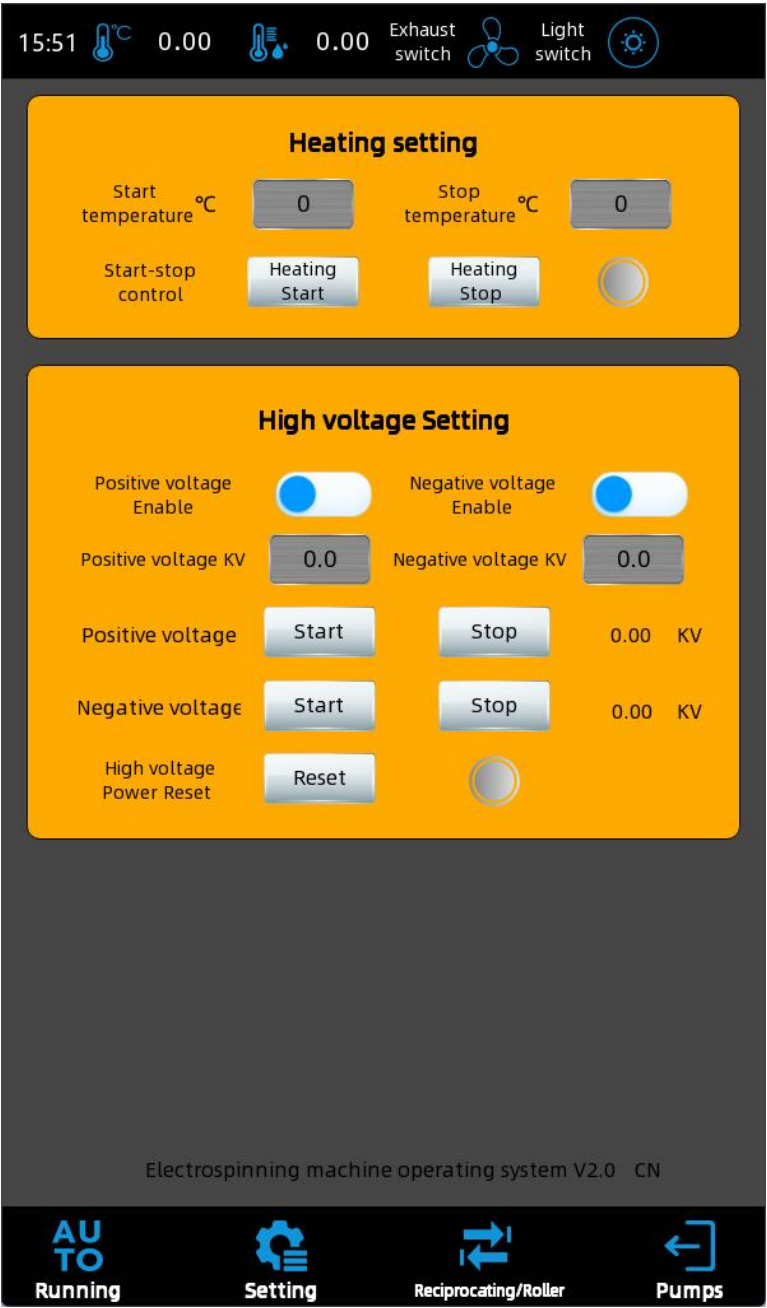 15:51 °C 0.00 0.00 Exhaust switch Light switch
Heating setting
Start temperature °C 0 Stop temperature °C 0
Start-stop control Heating Start Heating Stop
High voltage Setting
Positive voltage Enable Negative voltage Enable
Positive voltage KV 0.0 Negative voltage KV 0.0
Positive voltage Start Stop 0.00 KV
Negative voltage Start Stop 0.00 KV
High voltage Power Reset Reset
Electrospinning machine operating system V2.0 CN
AU
TO
Running Setting Reciprocating/Roller Pumps